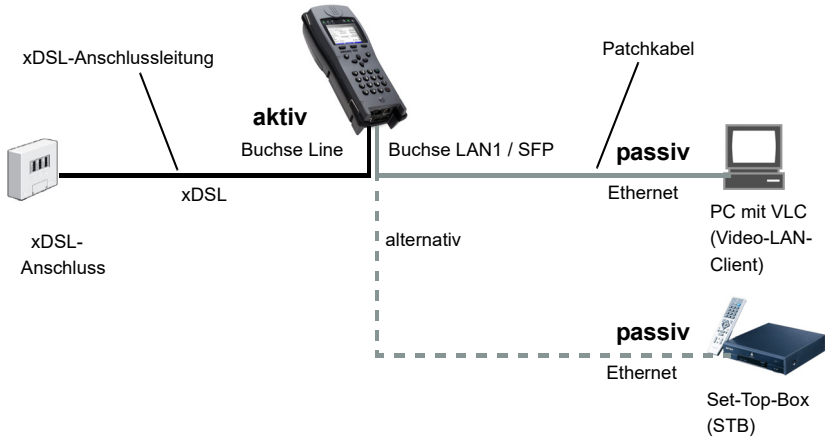 xDSL-Anschlussleitung
Patchkabel
aktiv
Buchse Line
Buchse LAN1 / SFP
passiv
xDSL
Ethernet
xDSL-
Anschluss
PC mit VLC
(Video-LAN-
Client)
alternativ
passiv
Ethernet
Set-Top-Box
(STB)